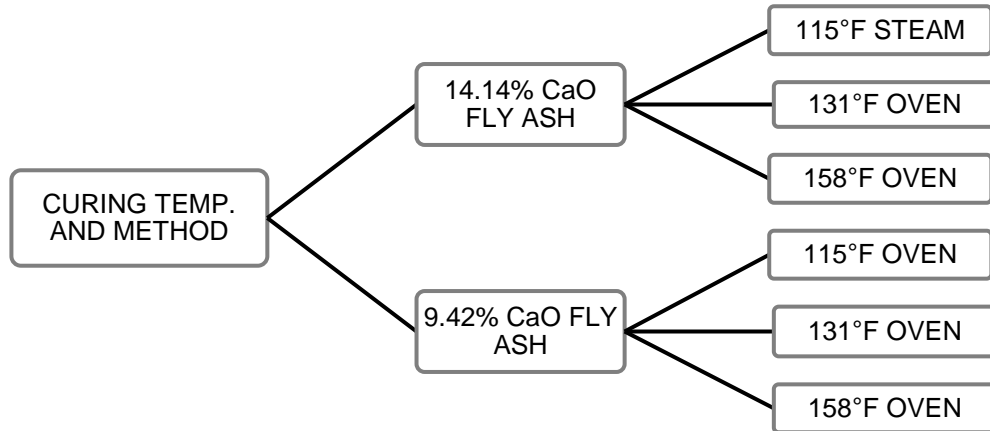 CURING TEMP.
AND METHOD
14.14% CaO
FLY ASH
115°F STEAM
131°F OVEN
158°F OVEN
9.42% CaO FLY
ASH
115°F OVEN
131°F OVEN
158°F OVEN